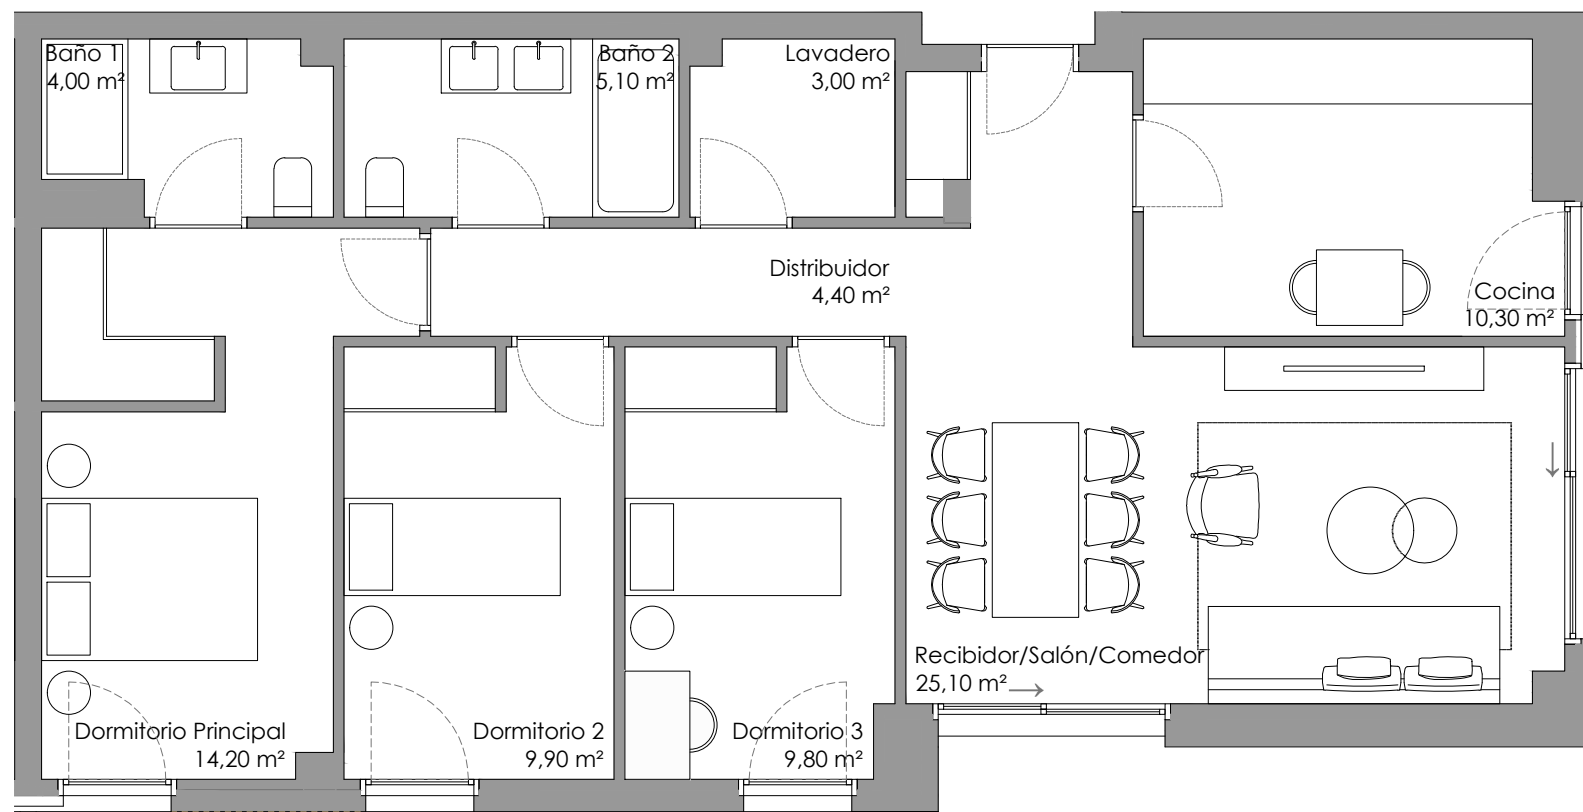 Baño 1
4,00 m²
Baño 2
5,10 m²
Lavadero
3,00 m²
Distribuidor
4,40 m²
Cocina
10,30 m²
Recibidor/Salón/Comedor
25,10 m²
Dormitorio Principal
14,20 m²
Dormitorio 2
9,90 m²
Dormitorio 3
9,80 m²